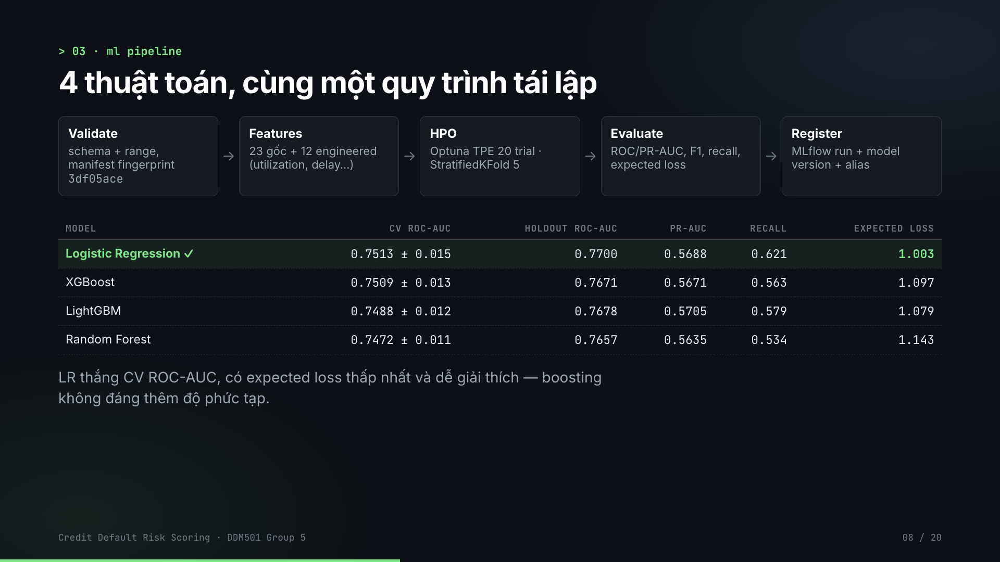 > 03 · ml pipeline
4 thuật toán, cùng một quy trình tái lập
Validate
schema + range,
manifest fingerprint
3df05ace
→
Features
23 gốc + 12 engineered
(utilization, delay…)
→
HPO
Optuna TPE 20 trial ·
StratifiedKFold 5
→
Evaluate
ROC/PR-AUC, F1, recall,
expected loss
→
Register
MLflow run + model
version + alias
MODEL CV ROC-AUC HOLDOUT ROC-AUC PR-AUC RECALL EXPECTED LOSS
Logistic Regression ✓ 0.7513 ± 0.015 0.7700 0.5688 0.621 1.003
XGBoost 0.7509 ± 0.013 0.7671 0.5671 0.563 1.097
LightGBM 0.7488 ± 0.012 0.7678 0.5705 0.579 1.079
Random Forest 0.7472 ± 0.011 0.7657 0.5635 0.534 1.143
LR thắng CV ROC-AUC, có expected loss thấp nhất và dễ giải thích — boosting
không đáng thêm độ phức tạp.
Credit Default Risk Scoring · DDM501 Group 5
08 / 20